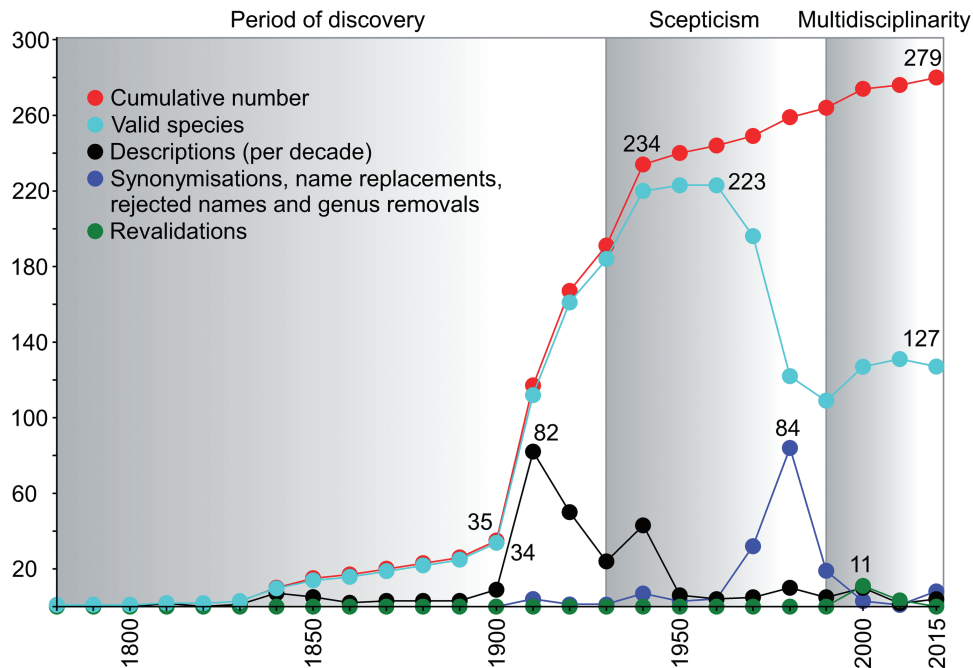 Period of discovery Scepticism Multidisciplinarity
300
279
Cumulative number
260
Valid species
234
Descriptions (per decade)
220
223
Synonymisations, name replacements,
rejected names and genus removals
Revalidations
180
140
127
100
82
84
60
35
34
11
20
1800 1850 1900 1950 2000 2015